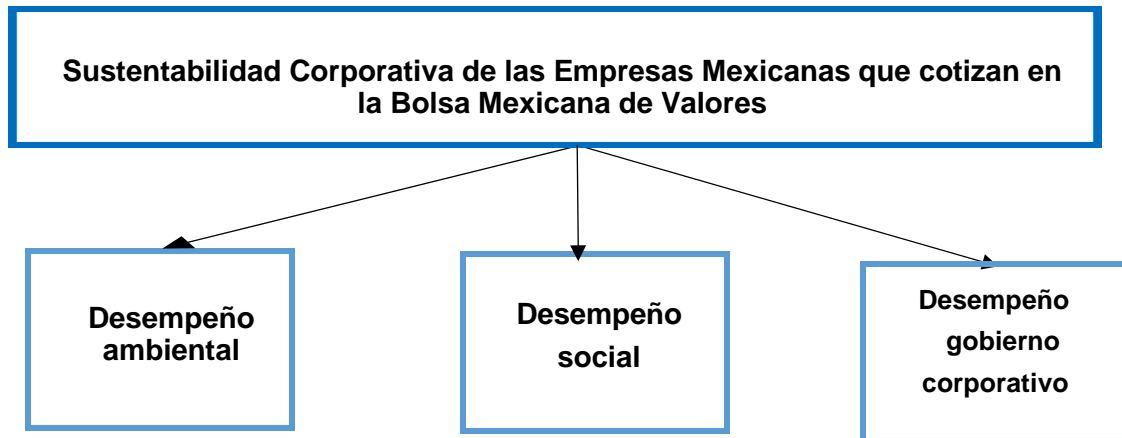 Sustentabilidad Corporativa de las Empresas Mexicanas que cotizan en
la Bolsa Mexicana de Valores
Desempeño
ambiental
Desempeño
social
Desempeño
gobierno
corporativo